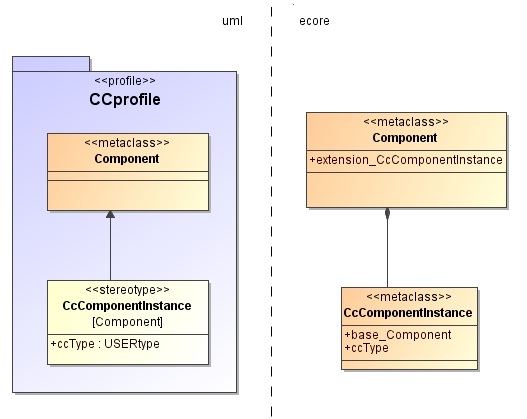 uml
ecore
<<profile>>
CCprofile
<<metaclass>>
Component
<<stereotype>>
CcComponentInstance
[Component]
+ccType : USERtype
<<metaclass>>
Component
+extension_CcComponentInstance
<<metaclass>>
CcComponentInstance
+base_Component
+ccType